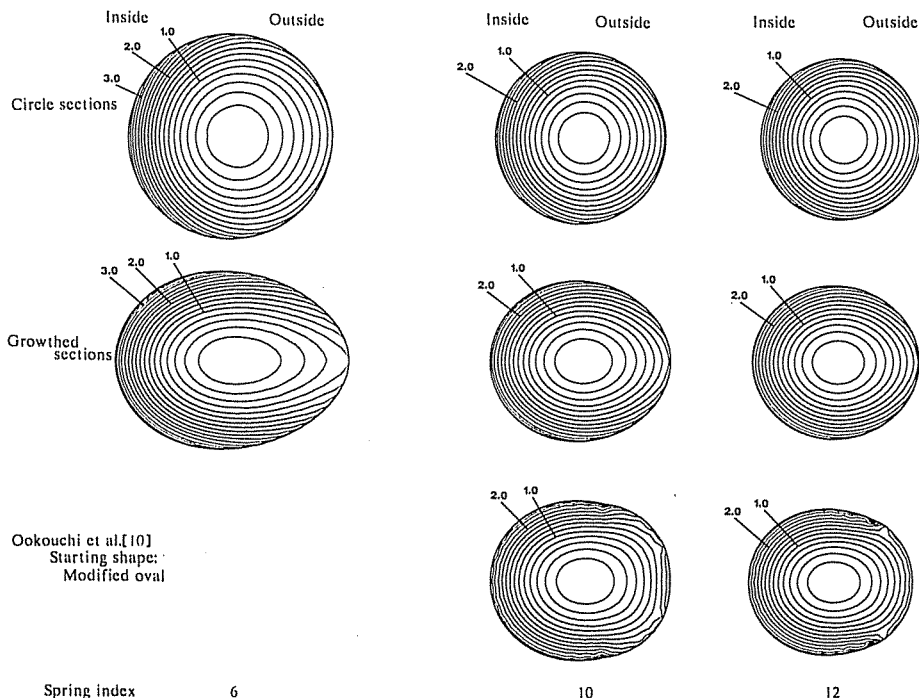 Inside Outside Inside Outside Inside Outside
1.0
2.0
3.0
1.0
2.0
1.0
2.0
Circle sections
3.0
2.0
1.0
1.0
2.0
1.0
2.0
Growthed
sections
2.0
1.0
1.0
2.0
Ookouchi et al.[10]
Starting shape:
Modified oval
Spring index 6 10 12